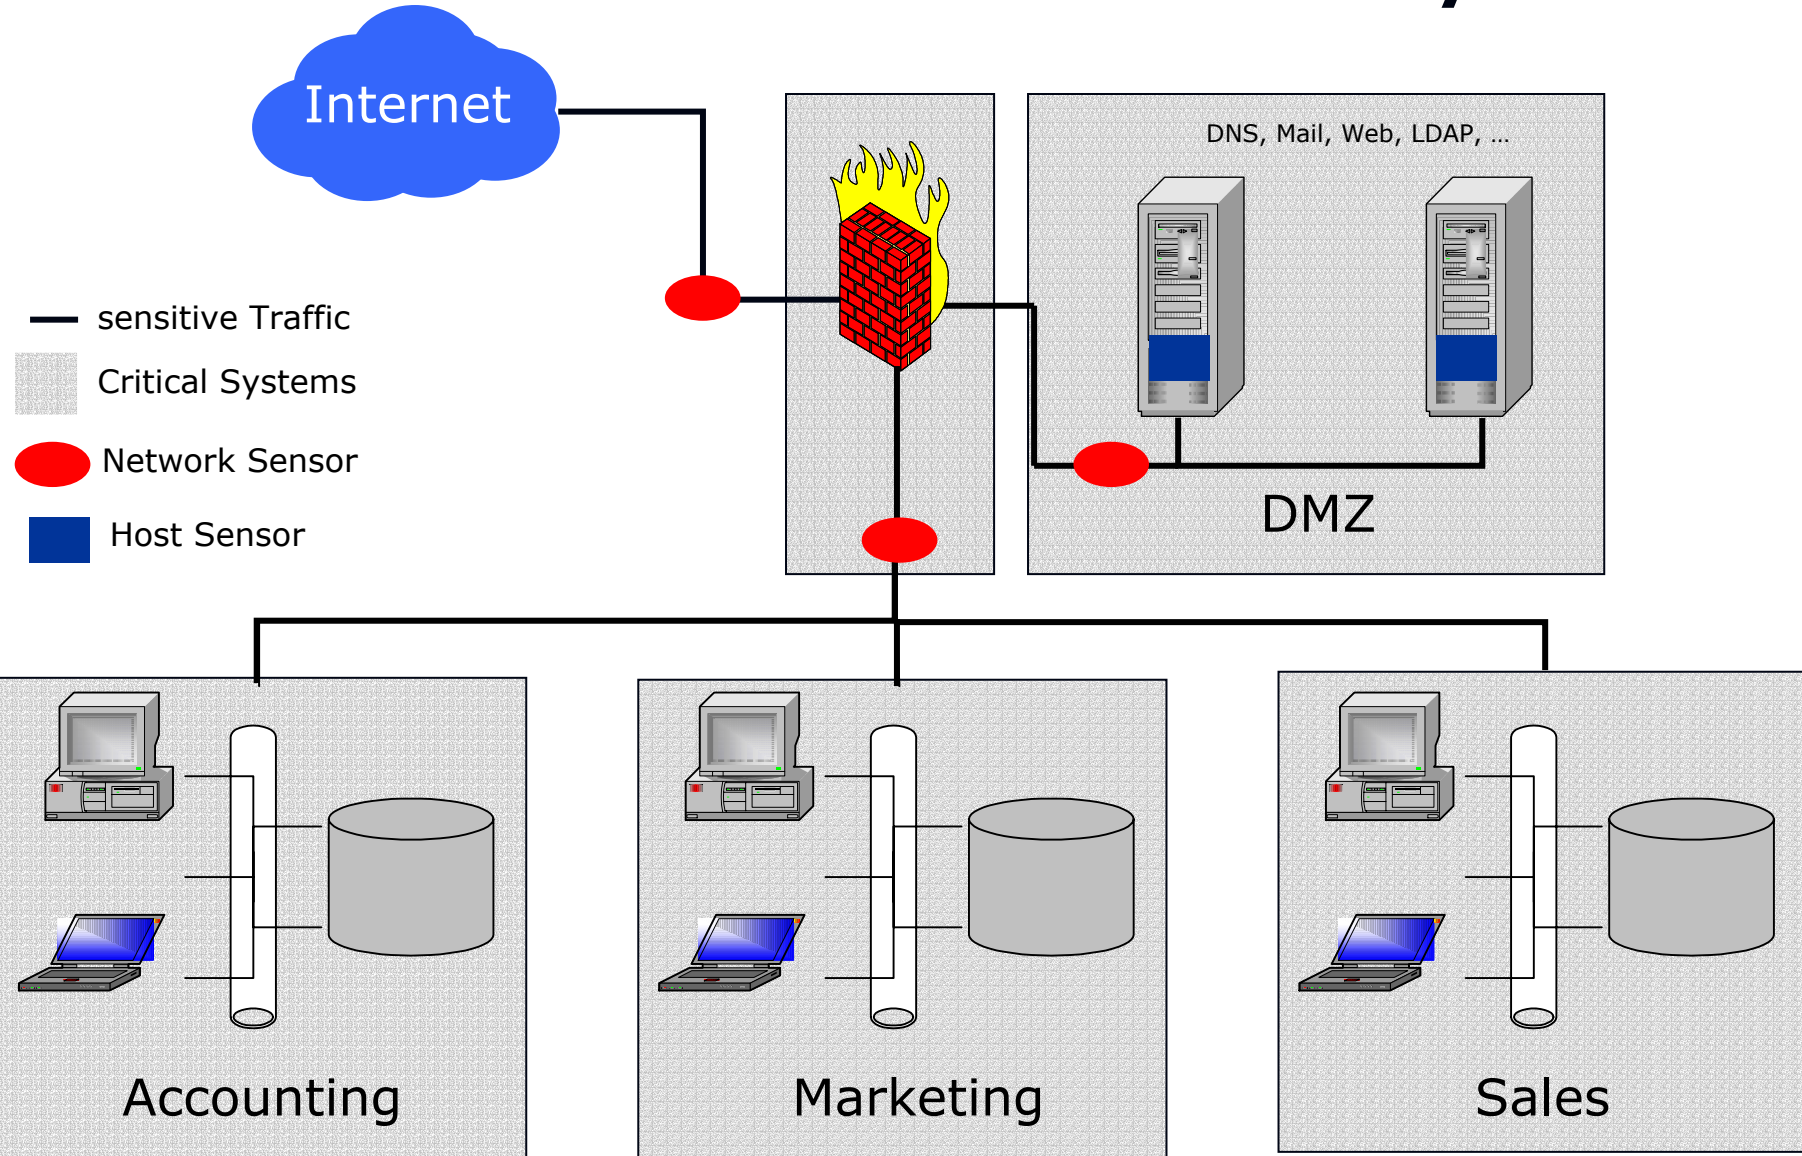 Internet
DNS, Mail, Web, LDAP, ...
sensitive Traffic
Critical Systems
Network Sensor
Host Sensor
DMZ
Accounting
Marketing
Sales